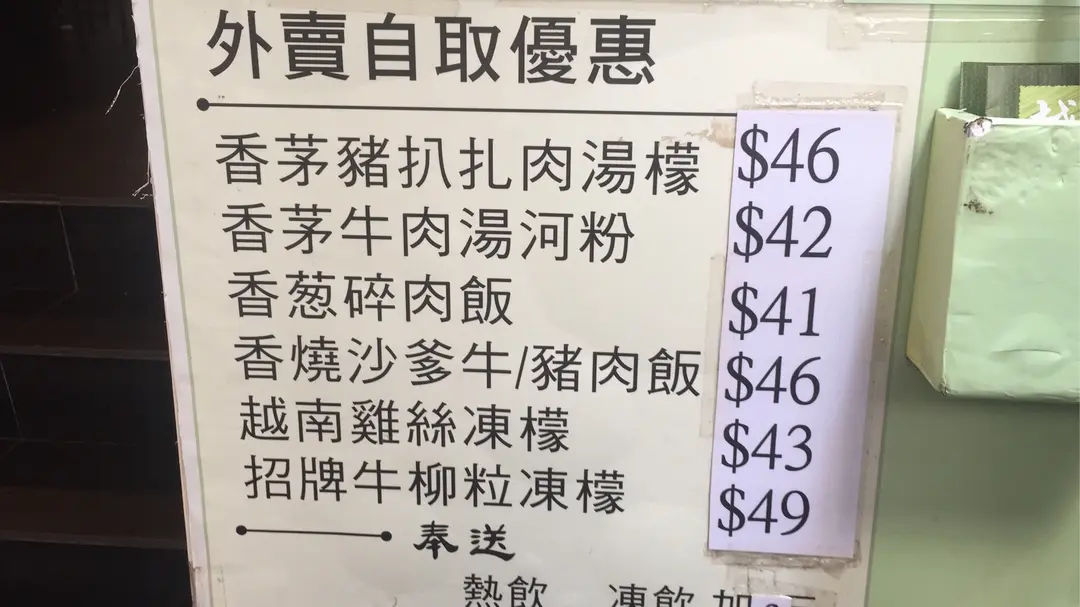 外賣自取優惠
香茅豬扒扎肉湯檬 $46
香茅牛肉湯河粉 $42
香葱碎肉飯 $41
香燒沙爹牛/豬肉飯 $46
越南雞絲凍檬 $43
招牌牛柳粒凍檬 $49
奉送
熱飲 凍飲 加